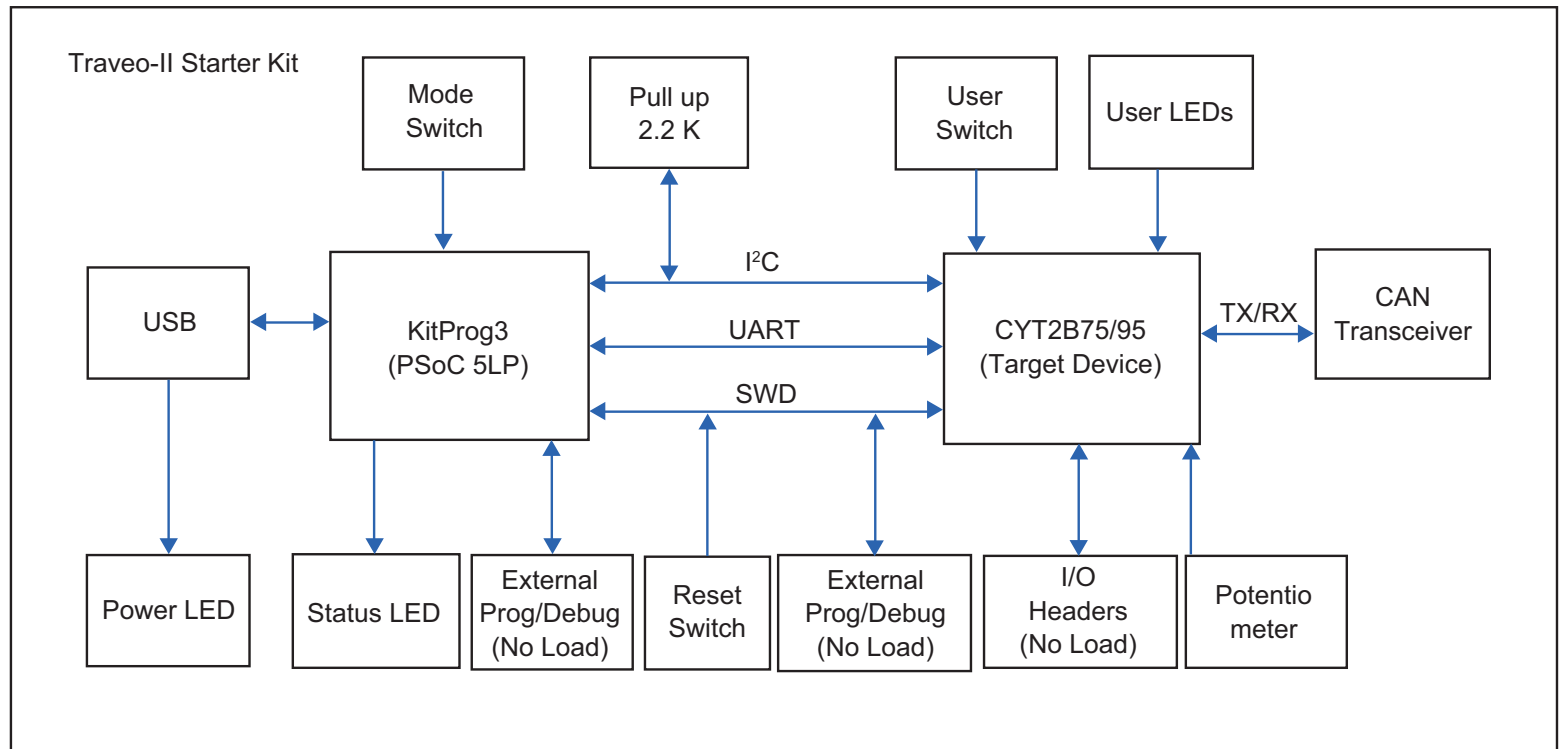 Traveo-II Starter Kit
Mode
Switch
Pull up
2.2 K
User
Switch
User LEDs
USB
KitProg3
(PSoC 5LP)
I²C
UART
SWD
CYT2B75/95
(Target Device)
TX/RX
CAN
Transceiver
Power LED
Status LED
External
Prog/Debug
(No Load)
Reset
Switch
External
Prog/Debug
(No Load)
I/O
Headers
(No Load)
Potentio
meter